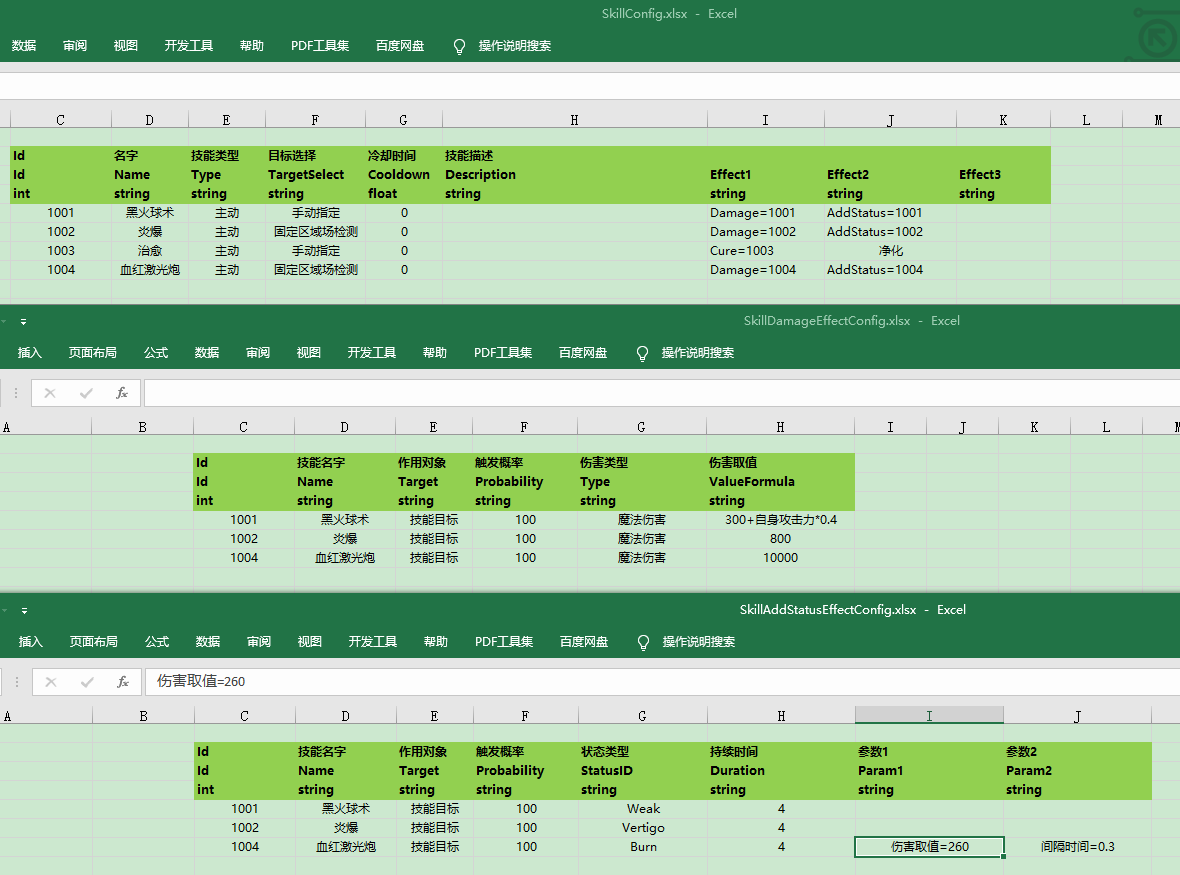 SkillConfig.xlsx - Excel
数据 审阅 视图 开发工具 帮助 PDF工具集 百度网盘 操作说明搜索
C D E F G H I J K L M
Id 名字 技能类型 目标选择 冷却时间 技能描述
Id Name Type TargetSelect Cooldown Description Effect1 Effect2 Effect3
int string string string float string string string string
1001 黑火球术 主动 手动指定 0 Damage=1001 AddStatus=1001
1002 炎爆 主动 固定区域场检测 0 Damage=1002 AddStatus=1002
1003 治愈 主动 手动指定 0 Cure=1003 净化
1004 血红激光炮 主动 固定区域场检测 0 Damage=1004 AddStatus=1004
SkillDamageEffectConfig.xlsx - Excel
插入 页面布局 公式 数据 审阅 视图 开发工具 帮助 PDF工具集 百度网盘 操作说明搜索
fx
A B C D E F G H I J K L M
Id 技能名字 作用对象 触发概率 伤害类型 伤害取值
Id Name Target Probability Type ValueFormula
int string string string string string
1001 黑火球术 技能目标 100 魔法伤害 300+自身攻击力*0.4
1002 炎爆 技能目标 100 魔法伤害 800
1004 血红激光炮 技能目标 100 魔法伤害 10000
SkillAddStatusEffectConfig.xlsx - Excel
插入 页面布局 公式 数据 审阅 视图 开发工具 帮助 PDF工具集 百度网盘 操作说明搜索
fx 伤害取值=260
A B C D E F G H I J
Id 技能名字 作用对象 触发概率 状态类型 持续时间 参数1 参数2
Id Name Target Probability StatusID Duration Param1 Param2
int string string string string string string string
1001 黑火球术 技能目标 100 Weak 4
1002 炎爆 技能目标 100 Vertigo 4
1004 血红激光炮 技能目标 100 Burn 4 伤害取值=260 间隔时间=0.3